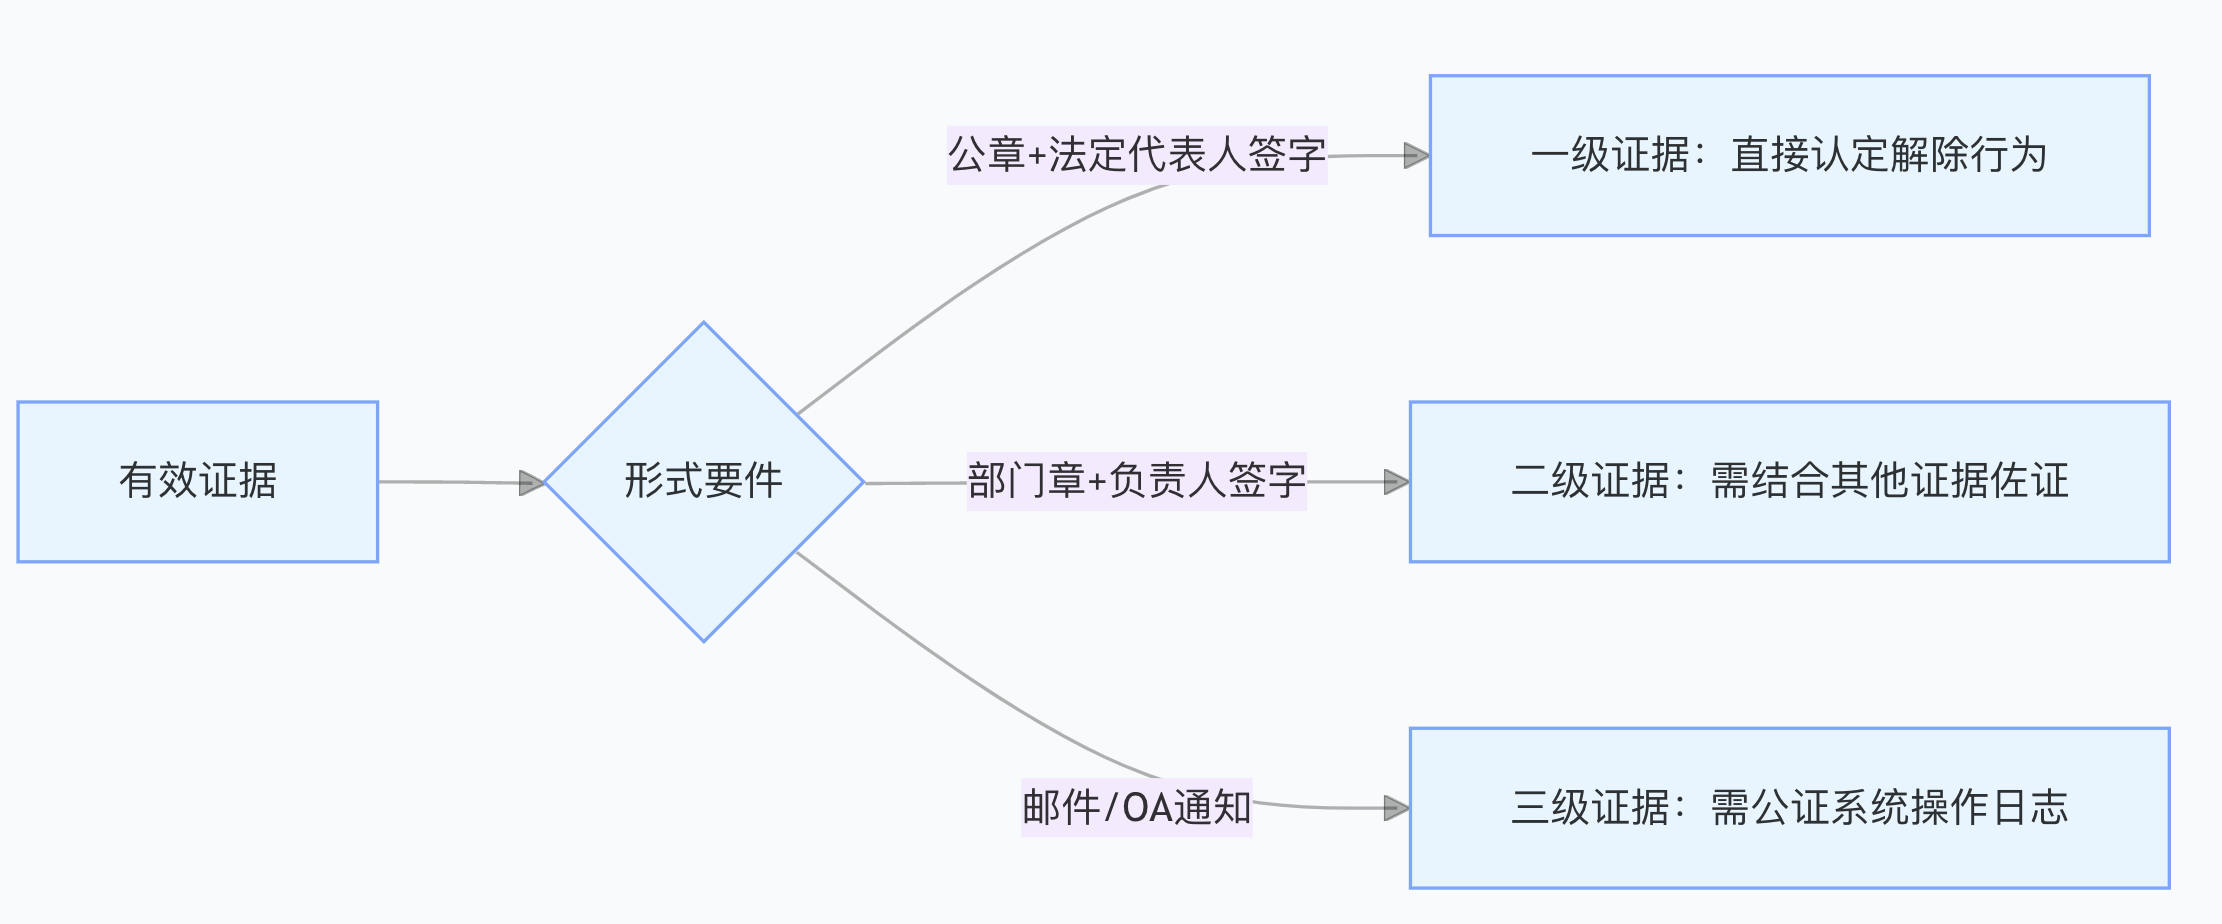 有效证据
形式要件
公章+法定代表人签字
一级证据：直接认定解除行为
部门章+负责人签字
二级证据：需结合其他证据佐证
邮件/OA通知
三级证据：需公证系统操作日志